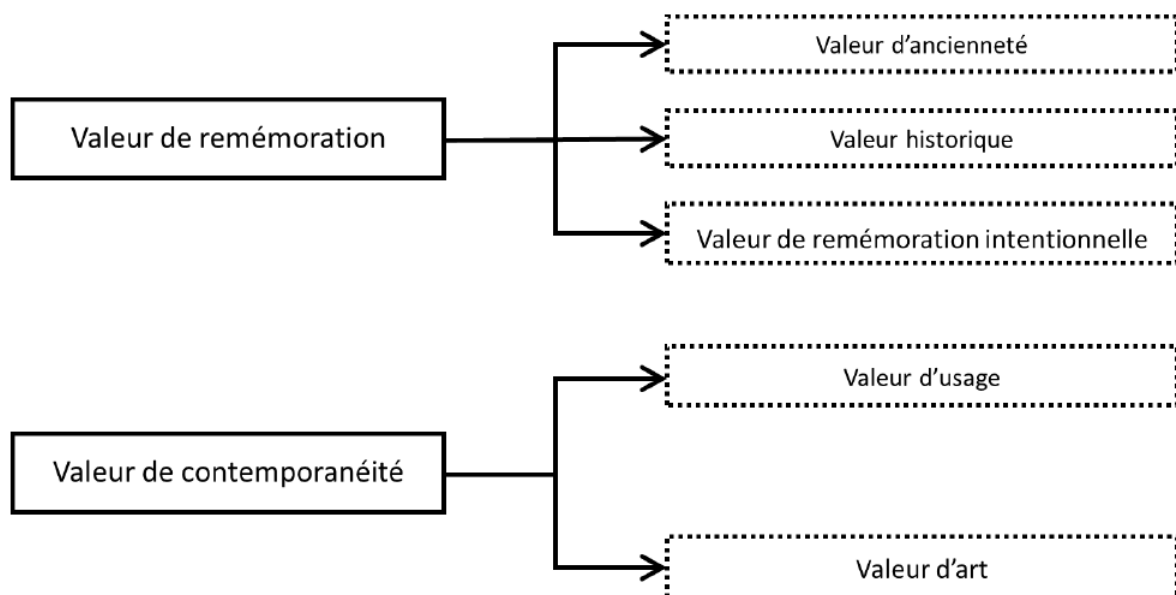 Valeur d'ancienneté
Valeur de remémoration
Valeur historique
Valeur de remémoration intentionnelle
Valeur d'usage
Valeur de contemporanéité
Valeur d'art